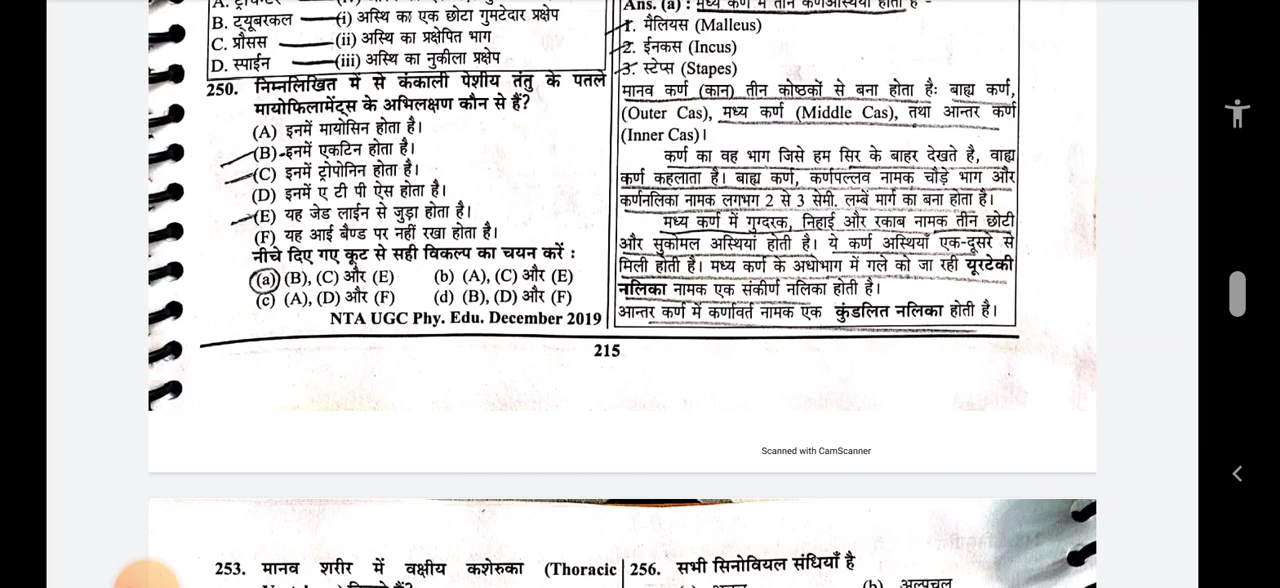 B. ट्यूबरकल (i) अस्थि का एक छोटा गुमटेदार प्रक्षेप
C. प्रौसस (ii) अस्थि का प्रक्षेपित भाग
D. स्पाईन (iii) अस्थि का नुकीला प्रक्षेप
250. निम्नलिखित में से कंकाली पेशीय तंतु के पतले
मायोफिलामेंट्स के अभिलक्षण कौन से हैं?
(A) इनमें मायोसिन होता है।
(B) इनमें एकटिन होता है।
(C) इनमें ट्रोपोनिन होता है।
(D) इनमें ए टी पी ऐस होता है।
(E) यह जेड लाईन से जुड़ा होता है।
(F) यह आई बैण्ड पर नहीं रखा होता है।
नीचे दिए गए कूट से सही विकल्प का चयन करें :
(a) (B), (C) और (E) (b) (A), (C) और (E)
(c) (A), (D) और (F) (d) (B), (D) और (F)
NTA UGC Phy. Edu. December 2019
Ans. (a) : मध्य कर्ण में तीन कर्णअस्थियाँ होती हैं -
1. मैलियस (Malleus)
2. ईनकस (Incus)
3. स्टेप्स (Stapes)
मानव कर्ण (कान) तीन कोष्ठकों से बना होता है: बाह्य कर्ण,
(Outer Cas), मध्य कर्ण (Middle Cas), तथा आन्तर कर्ण
(Inner Cas)।
कर्ण का वह भाग जिसे हम सिर के बाहर देखते है, वाह्य
कर्ण कहलाता है। बाह्य कर्ण, कर्णपल्लव नामक चौड़े भाग और
कर्णनलिका नामक लगभग 2 से 3 सेमी. लम्बें मार्ग का बना होता है।
मध्य कर्ण में गुग्दरक, निहाई और रकाब नामक तीन छोटी
और सुकोमल अस्थियां होती है। ये कर्ण अस्थियाँ एक-दूसरे से
मिली होती है। मध्य कर्ण के अधोभाग में गले को जा रही यूरटेकी
नलिका नामक एक संकीर्ण नलिका होती है।
आन्तर कर्ण में कर्णावर्त नामक एक कुंडलित नलिका होती है।
215
Scanned with CamScanner
253. मानव शरीर में वक्षीय कशेरुका (Thoracic
256. सभी सिनोवियल संधियाँ है